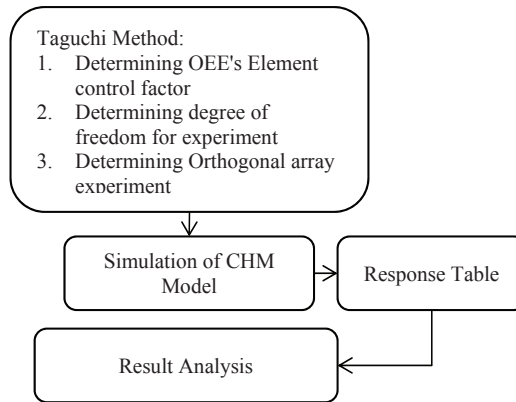 Taguchi Method:
1. Determining OEE's Element
control factor
2. Determining degree of
freedom for experiment
3. Determining Orthogonal array
experiment
Simulation of CHM
Model
Response Table
Result Analysis